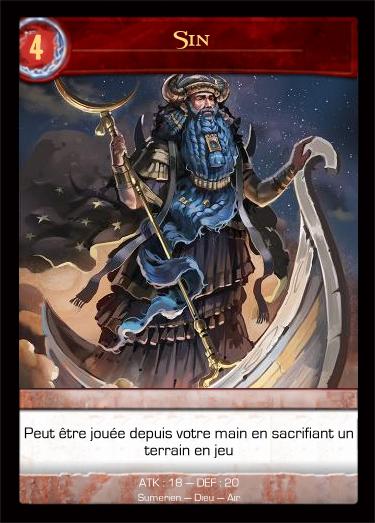 4
Sin
Peut être jouée depuis votre main en sacrifiant un
terrain en jeu
ATK : 18 – DEF : 20
Sumerien – Dieu – Air